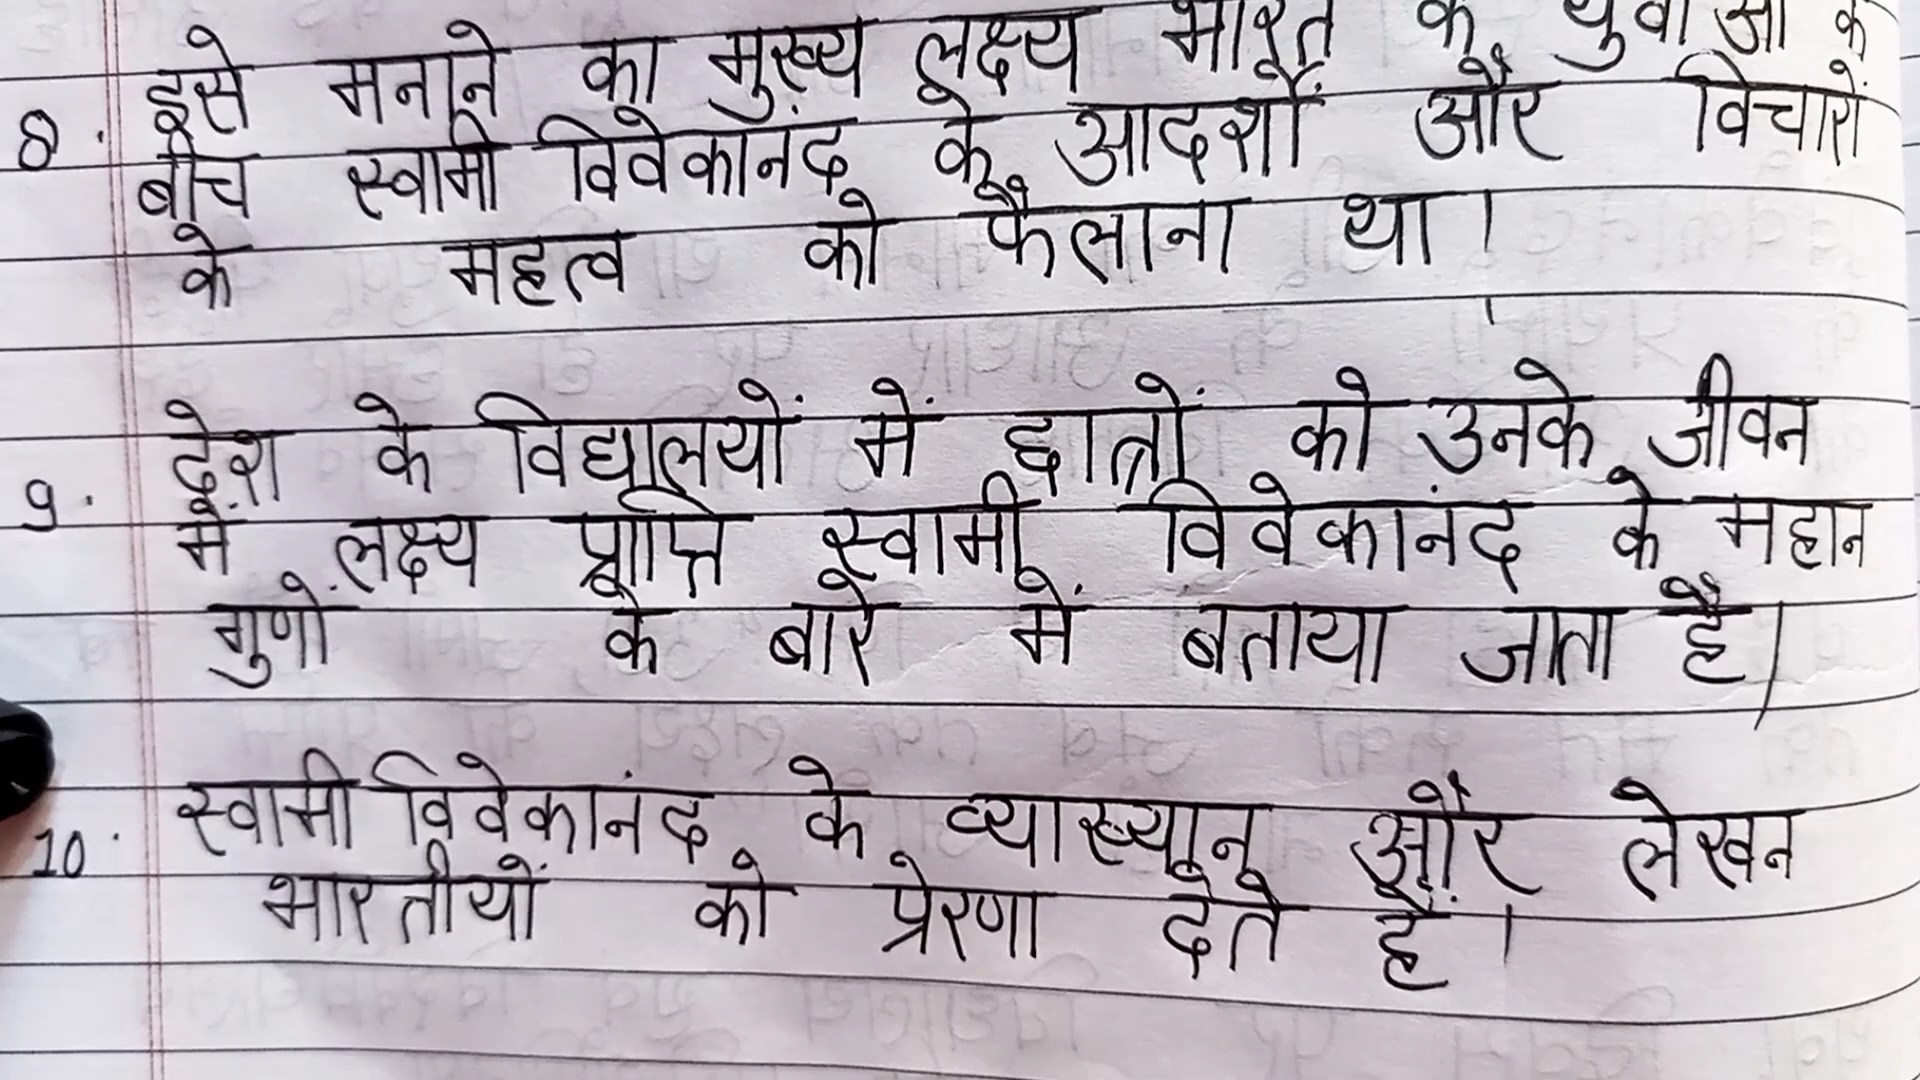 8. इसे मनाने का मुख्य लक्ष्य भारत के युवाओं के
बीच स्वामी विवेकानंद के आदर्शों और विचारों
के महत्व को फैलाना था।
9. देश के विद्यालयों में छात्रों को उनके जीवन
में लक्ष्य प्राप्ति स्वामी विवेकानंद के महान
गुणों के बारे में बताया जाता है।
10. स्वामी विवेकानंद के व्याख्यान और लेखन
भारतीयों को प्रेरणा देते हैं।